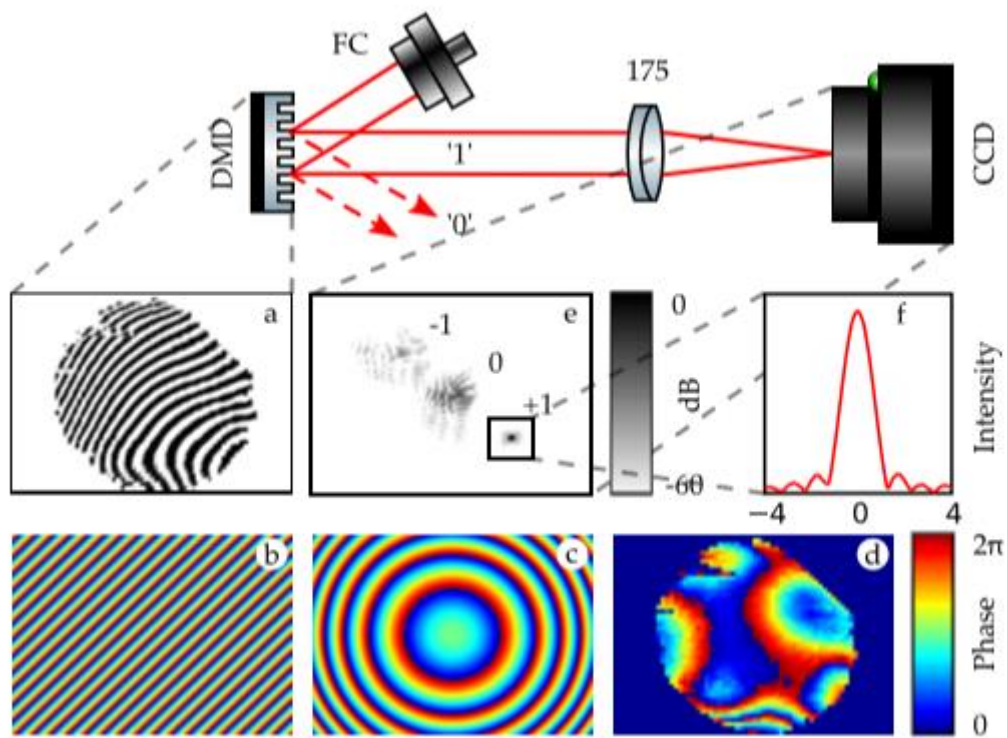 FC
175
DMD
'1'
'0'
CCD
a
e
-1
0
+1
0
dB
-60
f
Intensity
−4
0
4
b
c
d
2π
Phase
0